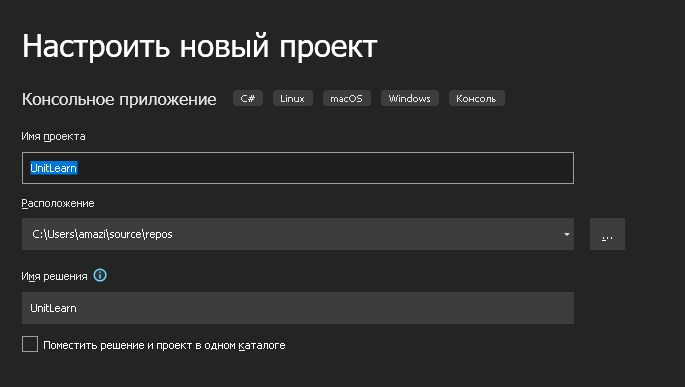 Настроить новый проект
Консольное приложение C# Linux macOS Windows Консоль
Имя проекта
UnitLearn
Расположение
C:\Users\amazi\source\repos
...
Имя решения
UnitLearn
Поместить решение и проект в одном каталоге